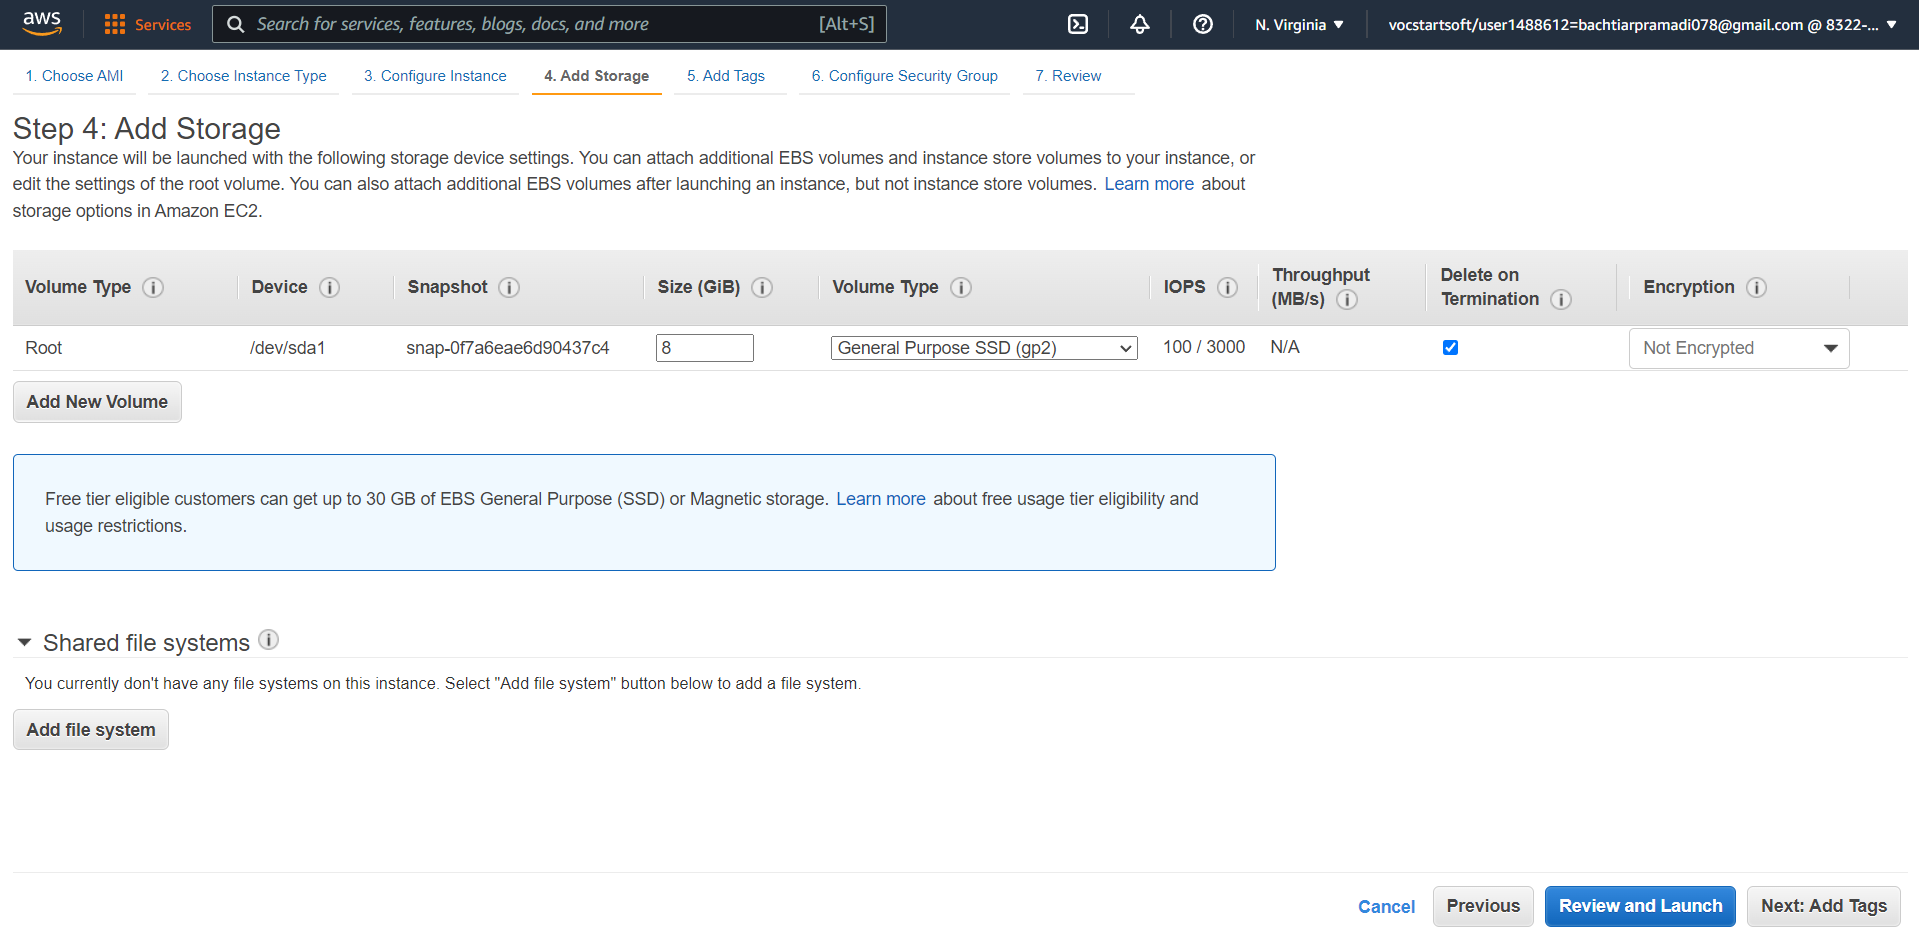 aws
Services
Search for services, features, blogs, docs, and more [Alt+S]
N. Virginia
vocstartsoft/user1488612=bachtiarpramadi078@gmail.com @ 8322-...
1. Choose AMI
2. Choose Instance Type
3. Configure Instance
4. Add Storage
5. Add Tags
6. Configure Security Group
7. Review
Step 4: Add Storage
Your instance will be launched with the following storage device settings. You can attach additional EBS volumes and instance store volumes to your instance, or
edit the settings of the root volume. You can also attach additional EBS volumes after launching an instance, but not instance store volumes. Learn more about
storage options in Amazon EC2.
Volume Type
Device
Snapshot
Size (GiB)
Volume Type
IOPS
Throughput
(MB/s)
Delete on
Termination
Encryption
Root
/dev/sda1
snap-0f7a6eae6d90437c4
8
General Purpose SSD (gp2)
100 / 3000
N/A
Not Encrypted
Add New Volume
Free tier eligible customers can get up to 30 GB of EBS General Purpose (SSD) or Magnetic storage. Learn more about free usage tier eligibility and
usage restrictions.
Shared file systems
You currently don't have any file systems on this instance. Select "Add file system" button below to add a file system.
Add file system
Cancel
Previous
Review and Launch
Next: Add Tags